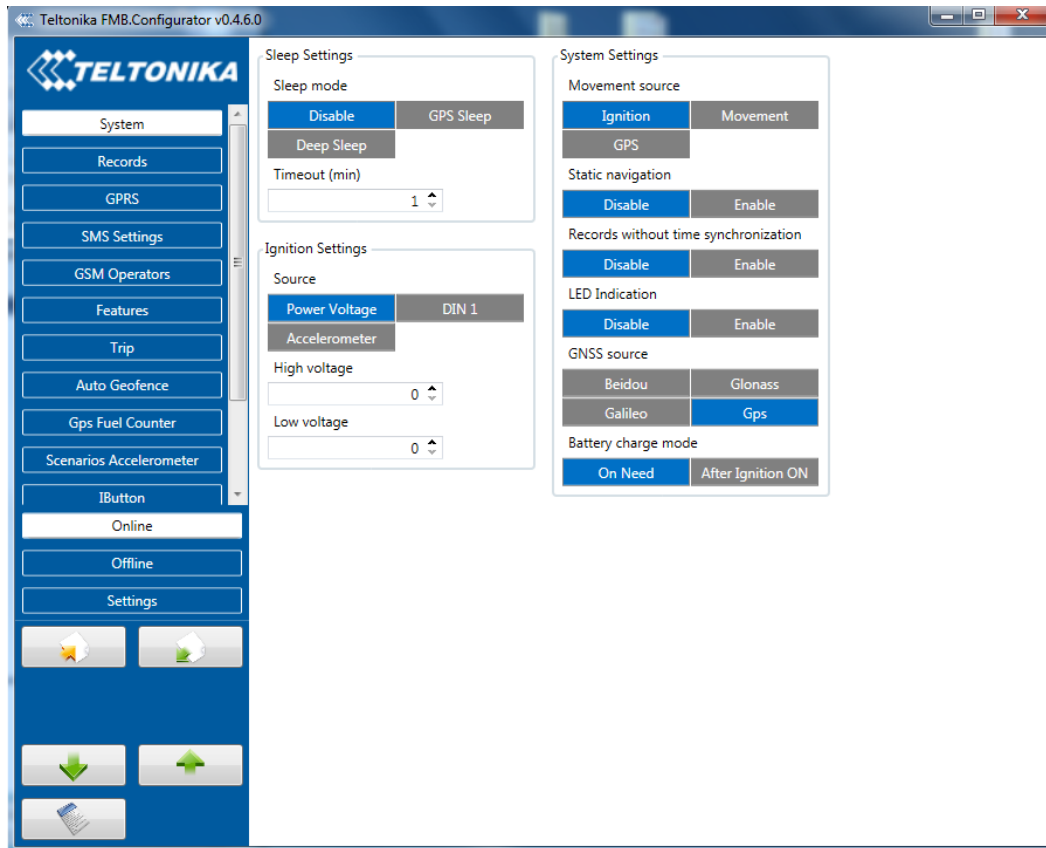 Teltonika FMB.Configurator v0.4.6.0
TELTONIKA
System
Records
GPRS
SMS Settings
GSM Operators
Features
Trip
Auto Geofence
Gps Fuel Counter
Scenarios Accelerometer
IButton
Online
Offline
Settings
Sleep Settings
Sleep mode
Disable GPS Sleep
Deep Sleep
Timeout (min)
1
Ignition Settings
Source
Power Voltage DIN 1
Accelerometer
High voltage
0
Low voltage
0
System Settings
Movement source
Ignition Movement
GPS
Static navigation
Disable Enable
Records without time synchronization
Disable Enable
LED Indication
Disable Enable
GNSS source
Beidou Glonass
Galileo Gps
Battery charge mode
On Need After Ignition ON